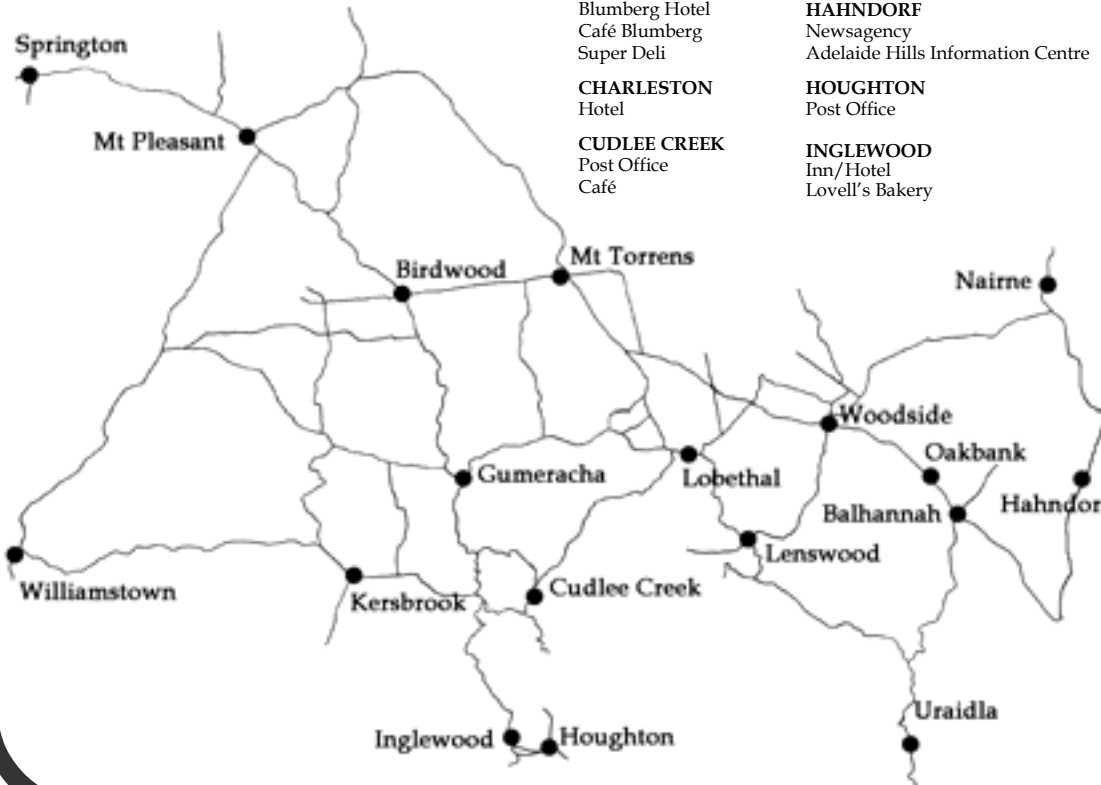 Blumberg Hotel
Café Blumberg
Super Deli
CHARLESTON
Hotel
CUDLEE CREEK
Post Office
Café
HAHNDORF
Newsagency
Adelaide Hills Information Centre
HOUGHTON
Post Office
INGLEWOOD
Inn/Hotel
Lovell's Bakery
Springton
Mt Pleasant
Birdwood
Mt Torrens
Nairne
Woodside
Oakbank
Gumeracha
Lobethal
Balhannah
Hahndor
Lenswood
Williamstown
Kersbrook
Cudlee Creek
Uraidla
Inglewood
Houghton